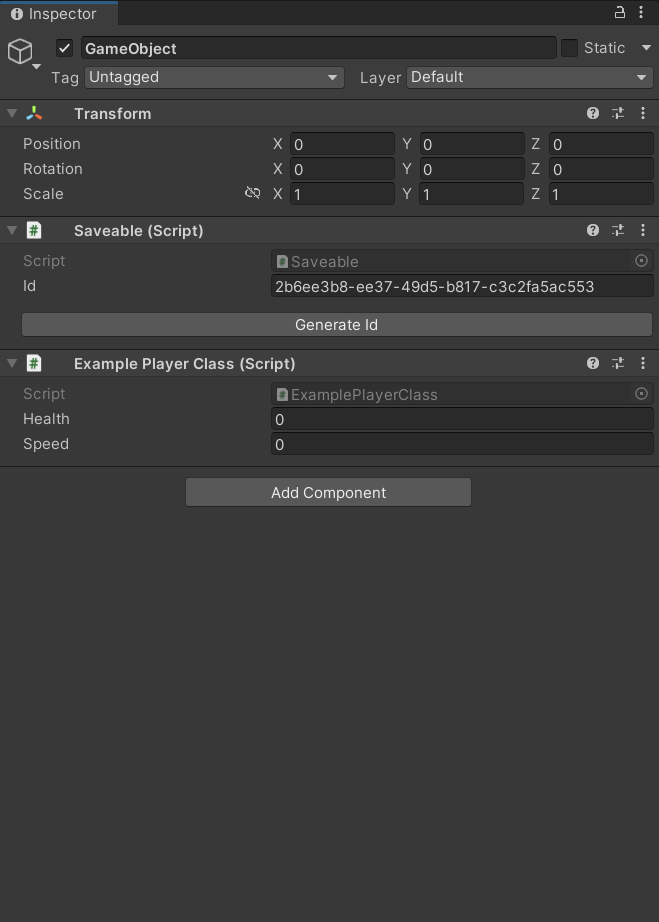 Inspector
GameObject Static
Tag Untagged Layer Default
Transform
Position X 0 Y 0 Z 0
Rotation X 0 Y 0 Z 0
Scale X 1 Y 1 Z 1
# Saveable (Script)
Script # Saveable
Id 2b6ee3b8-ee37-49d5-b817-c3c2fa5ac553
Generate Id
# Example Player Class (Script)
Script # ExamplePlayerClass
Health 0
Speed 0
Add Component